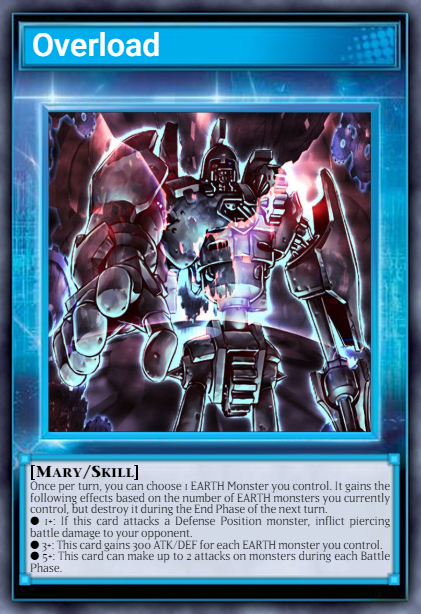 Overload
[Mary/Skill]
Once per turn, you can choose 1 EARTH Monster you control. It gains the
following effects based on the number of EARTH monsters you currently
control, but destroy it during the End Phase of the next turn.
● 1+: If this card attacks a Defense Position monster, inflict piercing
battle damage to your opponent.
● 3+: This card gains 300 ATK/DEF for each EARTH monster you control.
● 5+: This card can make up to 2 attacks on monsters during each Battle
Phase.